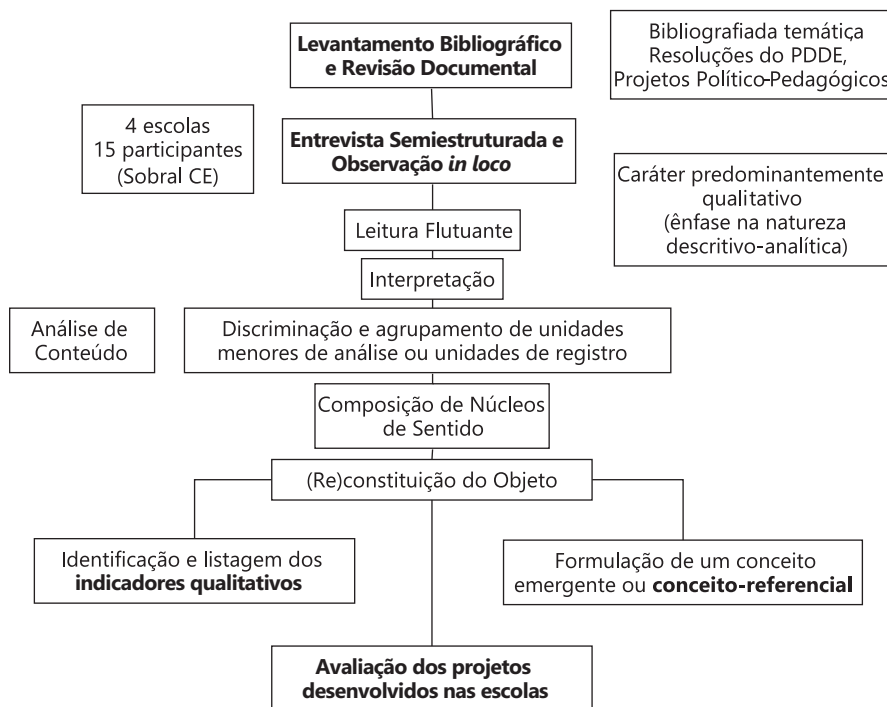 Levantamento Bibliográfico
e Revisão Documental
Bibliografiada temática,
Resoluções do PDDE,
Projetos Político-Pedagógicos
4 escolas
15 participantes
(Sobral CE)
Entrevista Semiestruturada e
Observação in loco
Caráter predominantemente
qualitativo
(ênfase na natureza
descritivo-analítica)
Leitura Flutuante
Interpretação
Análise de
Conteúdo
Discriminação e agrupamento de unidades
menores de análise ou unidades de registro
Composição de Núcleos
de Sentido
(Re)constituição do Objeto
Identificação e listagem dos
indicadores qualitativos
Formulação de um conceito
emergente ou conceito-referencial
Avaliação dos projetos
desenvolvidos nas escolas